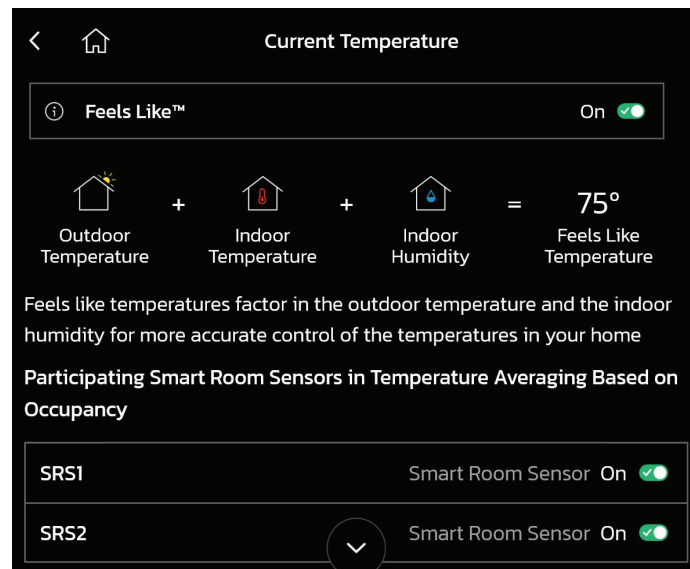 Current Temperature
Feels Like™ On
+ + = 75°
Outdoor Indoor Indoor Feels Like
Temperature Temperature Humidity Temperature
Feels like temperatures factor in the outdoor temperature and the indoor
humidity for more accurate control of the temperatures in your home
Participating Smart Room Sensors in Temperature Averaging Based on
Occupancy
SRS1 Smart Room Sensor On
SRS2 Smart Room Sensor On